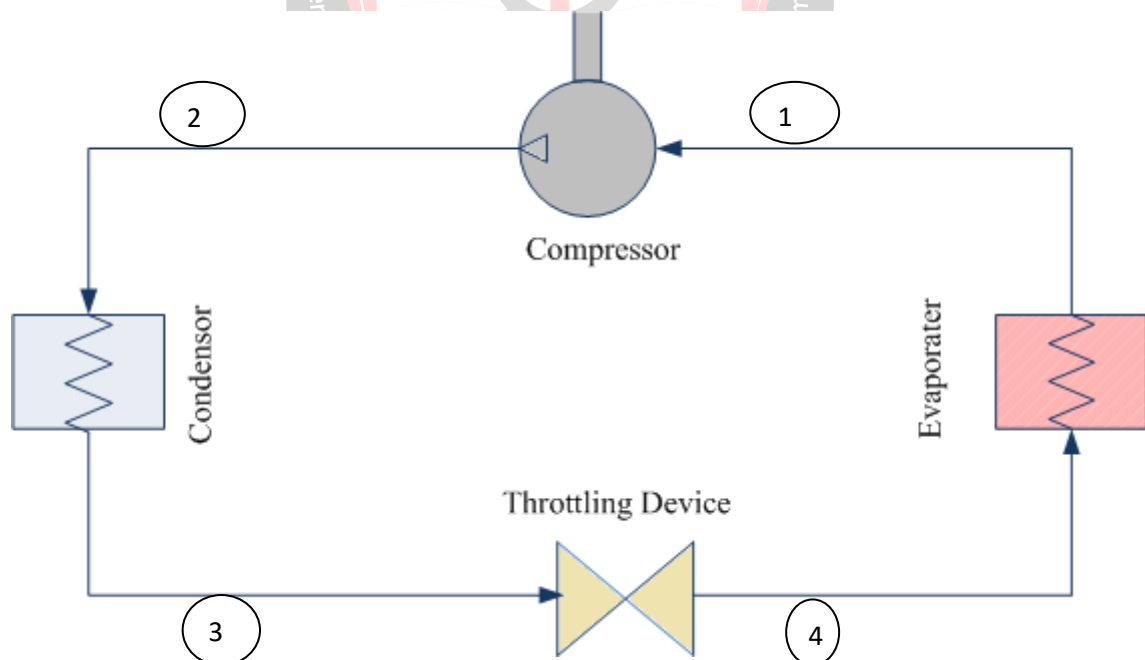 2
1
Compressor
Condensor
Evaporater
Throttling Device
3
4